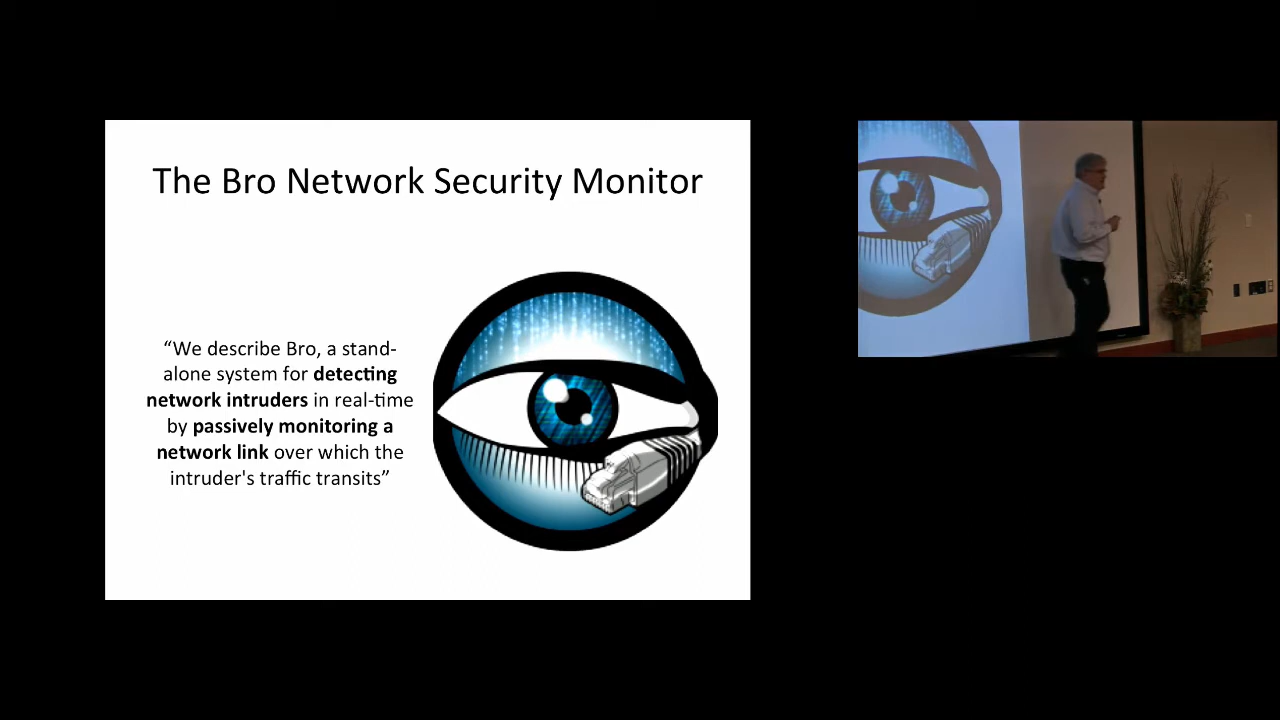 The Bro Network Security Monitor
“We describe Bro, a stand-
alone system for detecting
network intruders in real-time
by passively monitoring a
network link over which the
intruder's traffic transits”